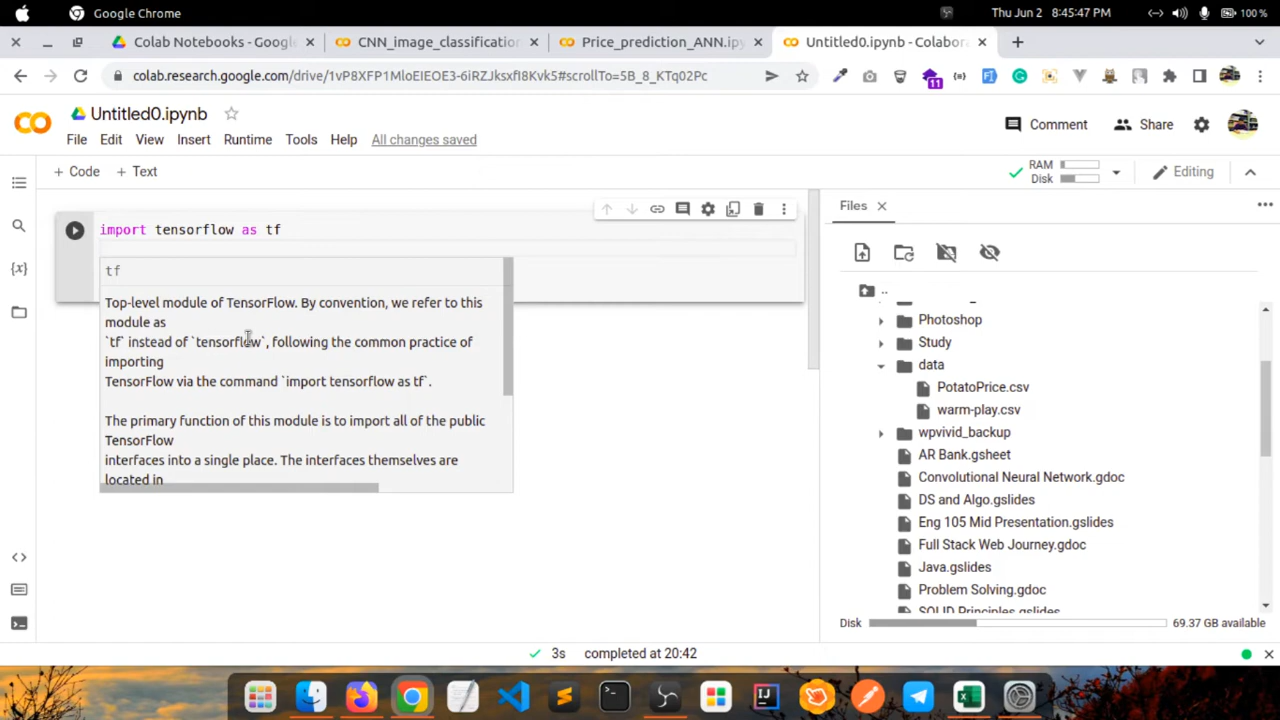 Google Chrome
Thu Jun 2 8:45:47 PM
100 %
Colab Notebooks - Google
CNN_image_classification
Price_prediction_ANN.ipy
Untitled0.ipynb - Colabora
colab.research.google.com/drive/1vP8XFP1MloEIEOE3-6iRZJksxfI8Kvk5#scrollTo=5B_8_KTq02Pc
11
Untitled0.ipynb
Comment
Share
File Edit View Insert Runtime Tools Help All changes saved
+ Code + Text
RAM
Disk
Editing
Files
import tensorflow as tf
tf
Top-level module of TensorFlow. By convention, we refer to this
module as
`tf` instead of `tensorflow`, following the common practice of
importing
TensorFlow via the command `import tensorflow as tf`.
The primary function of this module is to import all of the public
TensorFlow
interfaces into a single place. The interfaces themselves are
located in
..
Photoshop
Study
data
PotatoPrice.csv
warm-play.csv
wpvivid_backup
AR Bank.gsheet
Convolutional Neural Network.gdoc
DS and Algo.gslides
Eng 105 Mid Presentation.gslides
Full Stack Web Journey.gdoc
Java.gslides
Problem Solving.gdoc
SOLID Principles.gslides
Disk
69.37 GB available
3s completed at 20:42